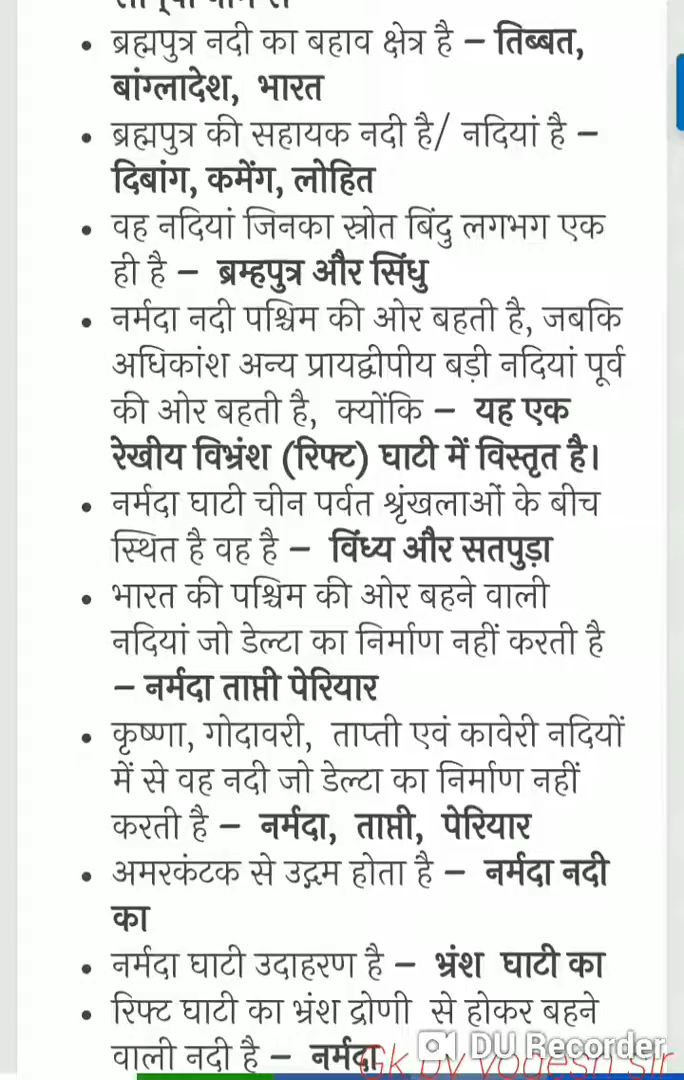 • ब्रह्मपुत्र नदी का बहाव क्षेत्र है – तिब्बत,
बांग्लादेश, भारत
• ब्रह्मपुत्र की सहायक नदी है/ नदियां है –
दिबांग, कमेंग, लोहित
• वह नदियां जिनका स्रोत बिंदु लगभग एक
ही है – ब्रम्हपुत्र और सिंधु
• नर्मदा नदी पश्चिम की ओर बहती है, जबकि
अधिकांश अन्य प्रायद्वीपीय बड़ी नदियां पूर्व
की ओर बहती है, क्योंकि – यह एक
रेखीय विभ्रंश (रिफ्ट) घाटी में विस्तृत है।
• नर्मदा घाटी चीन पर्वत श्रृंखलाओं के बीच
स्थित है वह है – विंध्य और सतपुड़ा
• भारत की पश्चिम की ओर बहने वाली
नदियां जो डेल्टा का निर्माण नहीं करती है
– नर्मदा ताप्ती पेरियार
• कृष्णा, गोदावरी, ताप्ती एवं कावेरी नदियों
में से वह नदी जो डेल्टा का निर्माण नहीं
करती है – नर्मदा, ताप्ती, पेरियार
• अमरकंटक से उद्गम होता है – नर्मदा नदी
का
• नर्मदा घाटी उदाहरण है – भ्रंश घाटी का
• रिफ्ट घाटी का भ्रंश द्रोणी से होकर बहने
वाली नदी है – नर्मदा
DU Recorder
Gk by yogesh sir